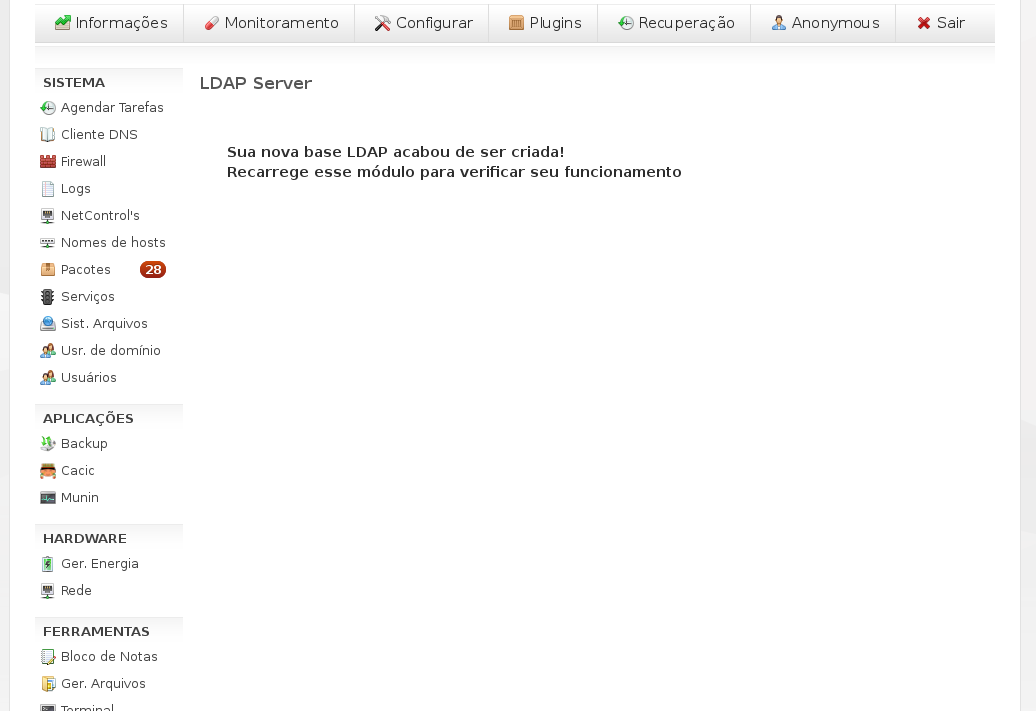 Informações
Monitoramento
Configurar
Plugins
Recuperação
Anonymous
Sair
SISTEMA
Agendar Tarefas
Cliente DNS
Firewall
Logs
NetControl's
Nomes de hosts
Pacotes 28
Serviços
Sist. Arquivos
Usr. de domínio
Usuários
APLICAÇÕES
Backup
Cacic
Munin
HARDWARE
Ger. Energia
Rede
FERRAMENTAS
Bloco de Notas
Ger. Arquivos
Terminal
LDAP Server
Sua nova base LDAP acabou de ser criada!
Recarrege esse módulo para verificar seu funcionamento